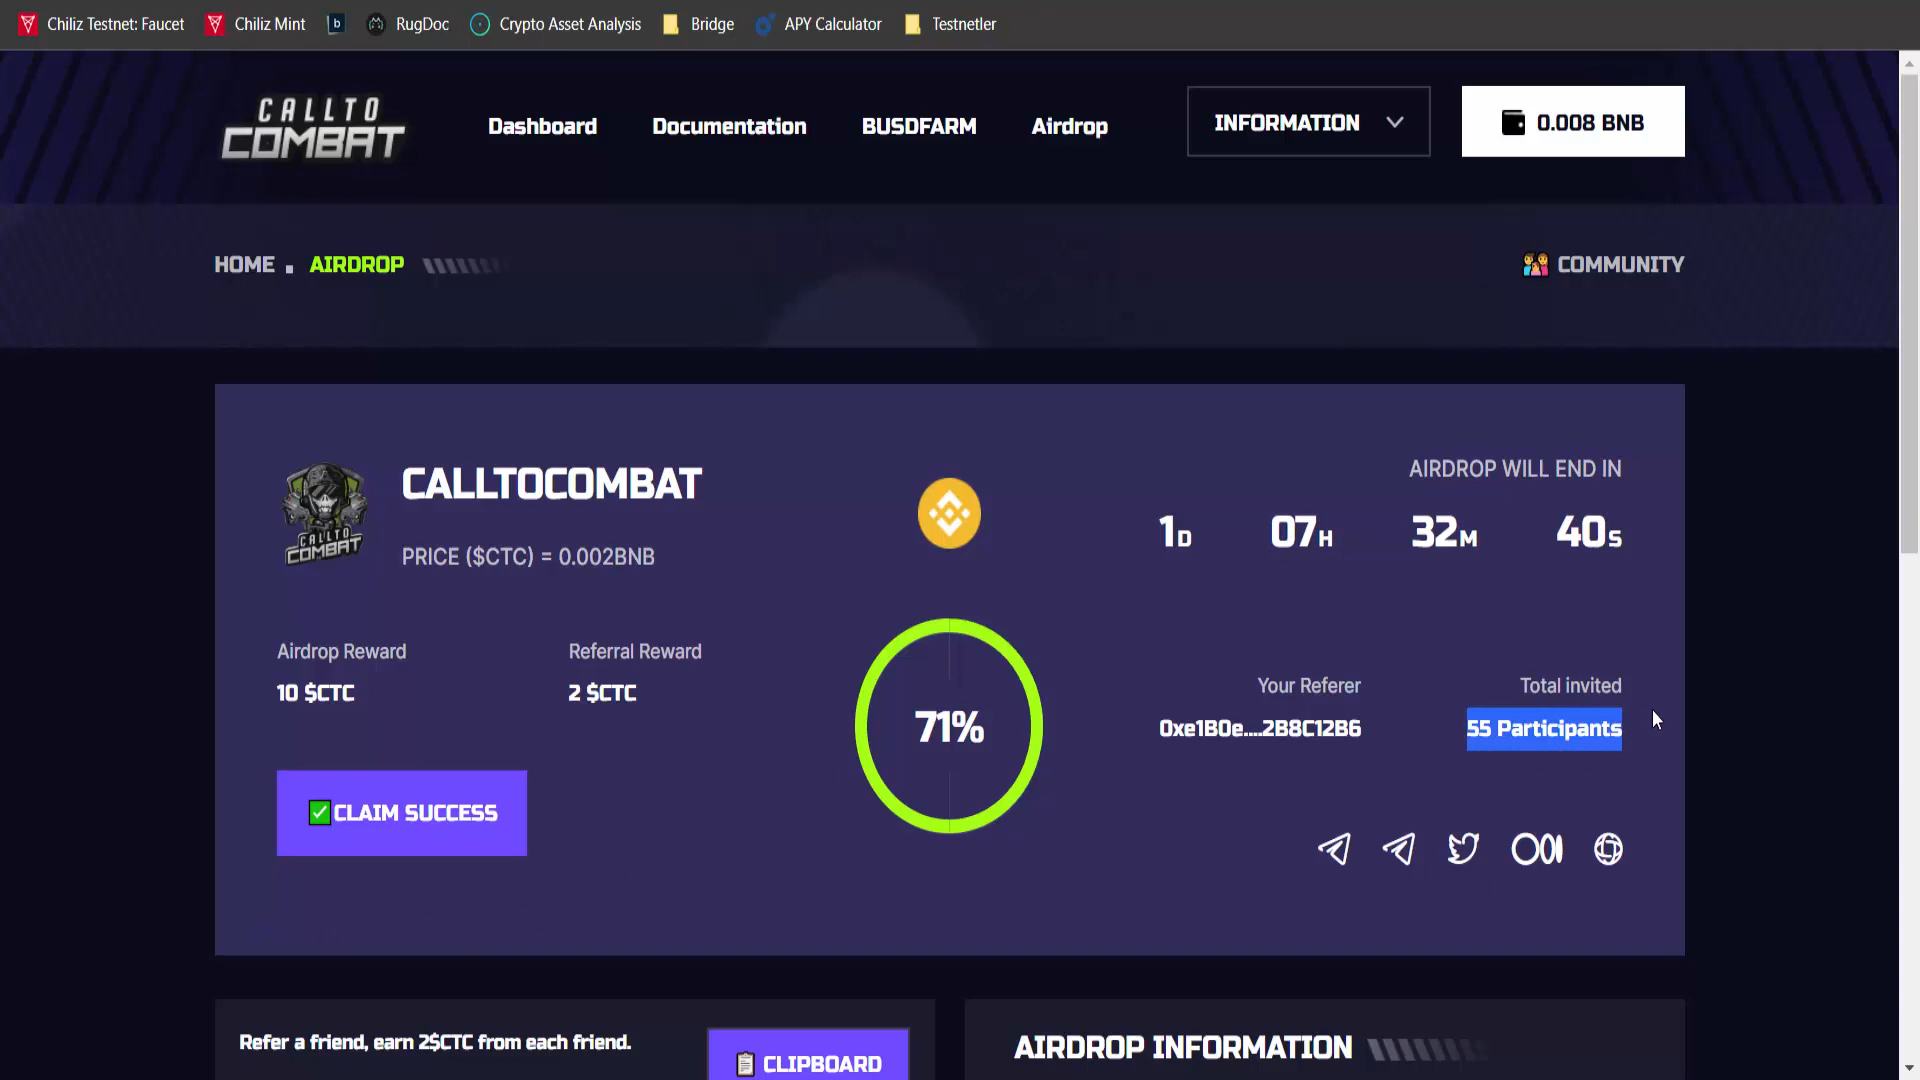 Chiliz Testnet: Faucet Chiliz Mint b RugDoc Crypto Asset Analysis Bridge APY Calculator Testnetler
CALLTO
COMBAT
Dashboard Documentation BUSDFARM Airdrop INFORMATION 0.008 BNB
HOME AIRDROP COMMUNITY
CALLTOCOMBAT
PRICE ($CTC) = 0.002BNB
CALLTO
COMBAT
AIRDROP WILL END IN
1D 07H 32M 40S
Airdrop Reward Referral Reward
10 $CTC 2 $CTC
71%
Your Referer Total invited
0xe1B0e....2B8C12B6 55 Participants
✅CLAIM SUCCESS
Refer a friend, earn 2$CTC from each friend.
📋 CLIPBOARD
AIRDROP INFORMATION